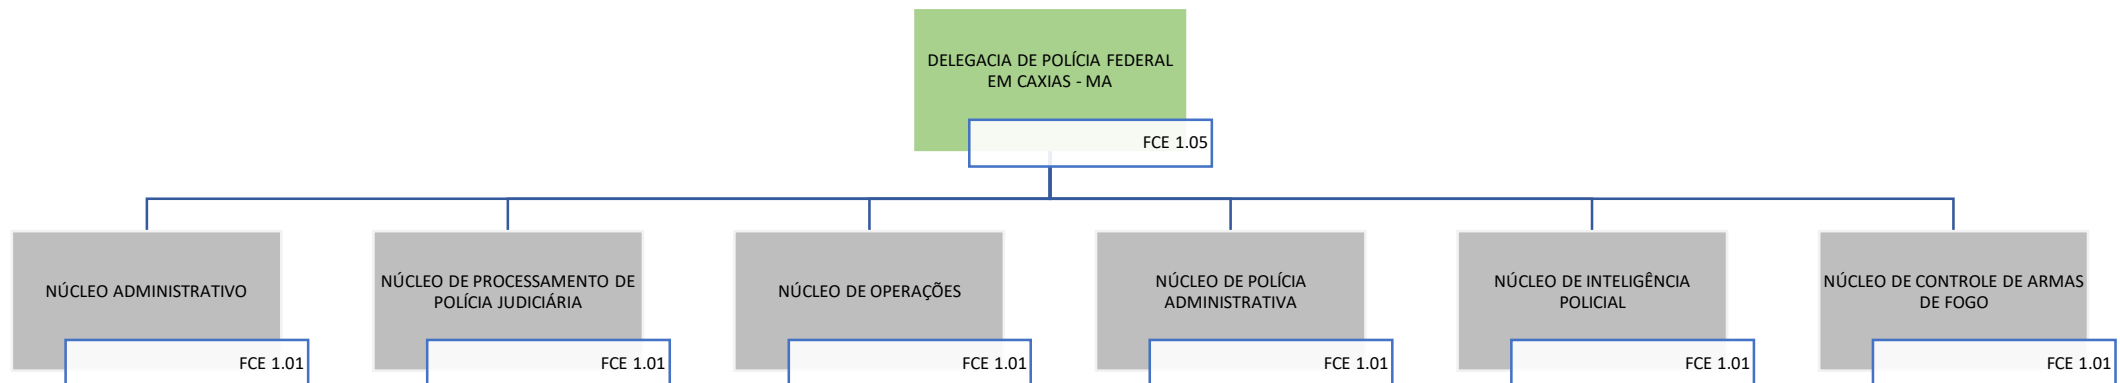 DELEGACIA DE POLÍCIA FEDERAL
EM CAXIAS - MA
FCE 1.05
NÚCLEO ADMINISTRATIVO
FCE 1.01
NÚCLEO DE PROCESSAMENTO DE
POLÍCIA JUDICIÁRIA
FCE 1.01
NÚCLEO DE OPERAÇÕES
FCE 1.01
NÚCLEO DE POLÍCIA
ADMINISTRATIVA
FCE 1.01
NÚCLEO DE INTELIGÊNCIA
POLICIAL
FCE 1.01
NÚCLEO DE CONTROLE DE ARMAS
DE FOGO
FCE 1.01